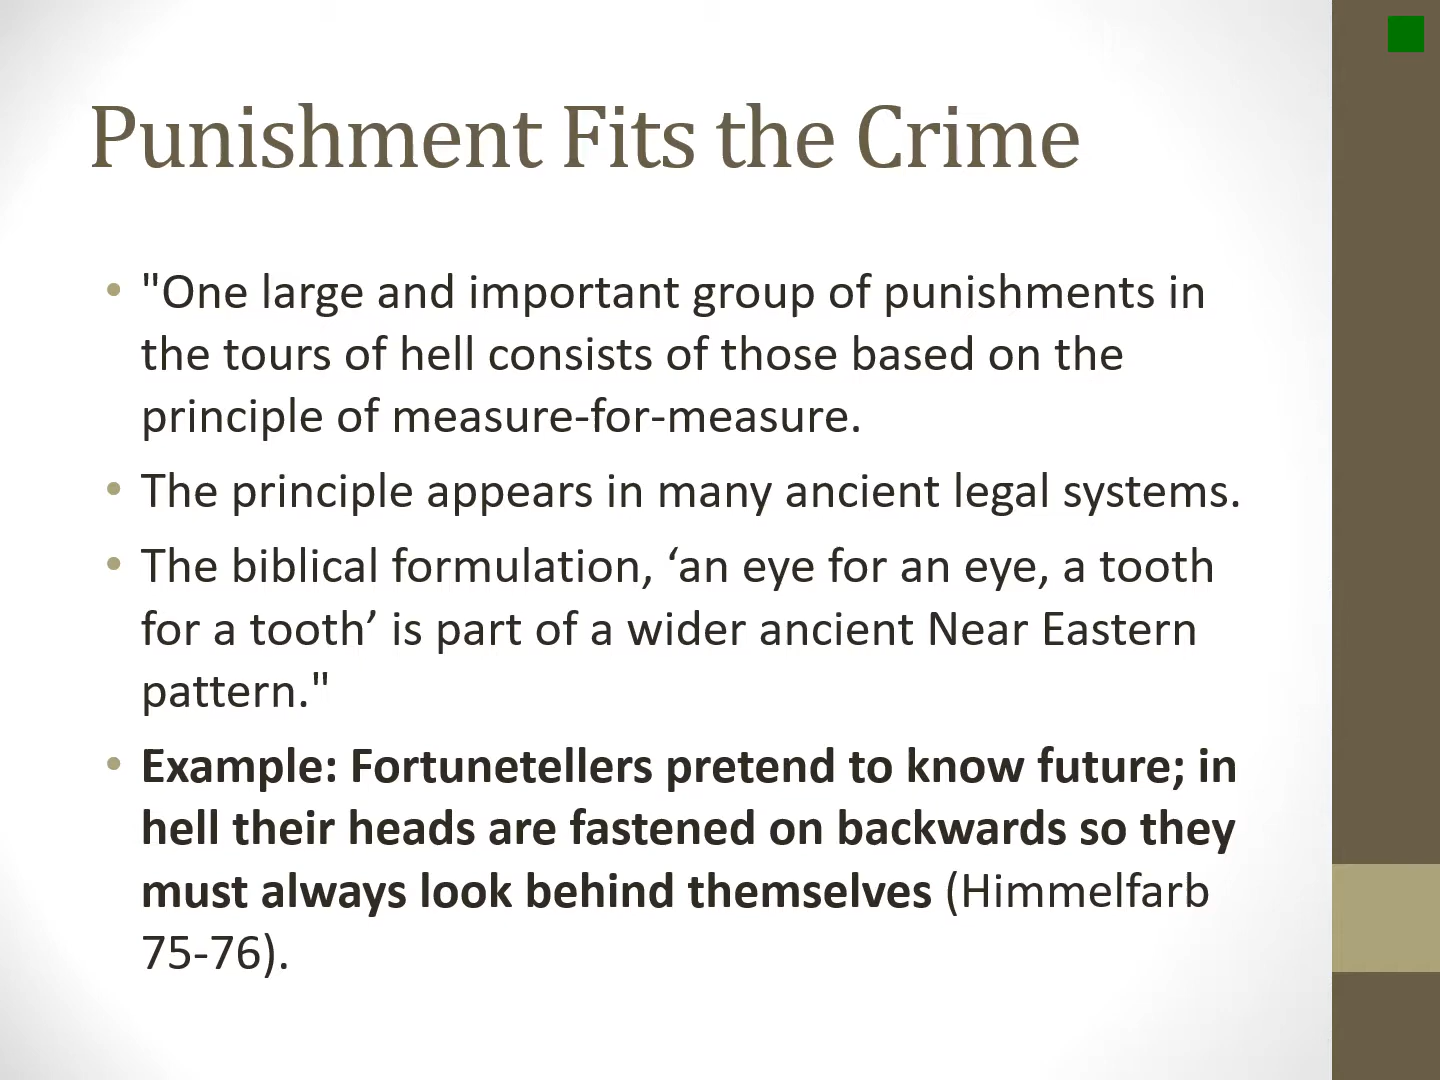 Punishment Fits the Crime
• "One large and important group of punishments in
the tours of hell consists of those based on the
principle of measure-for-measure.
• The principle appears in many ancient legal systems.
• The biblical formulation, ‘an eye for an eye, a tooth
for a tooth’ is part of a wider ancient Near Eastern
pattern."
• Example: Fortunetellers pretend to know future; in
hell their heads are fastened on backwards so they
must always look behind themselves (Himmelfarb
75-76).